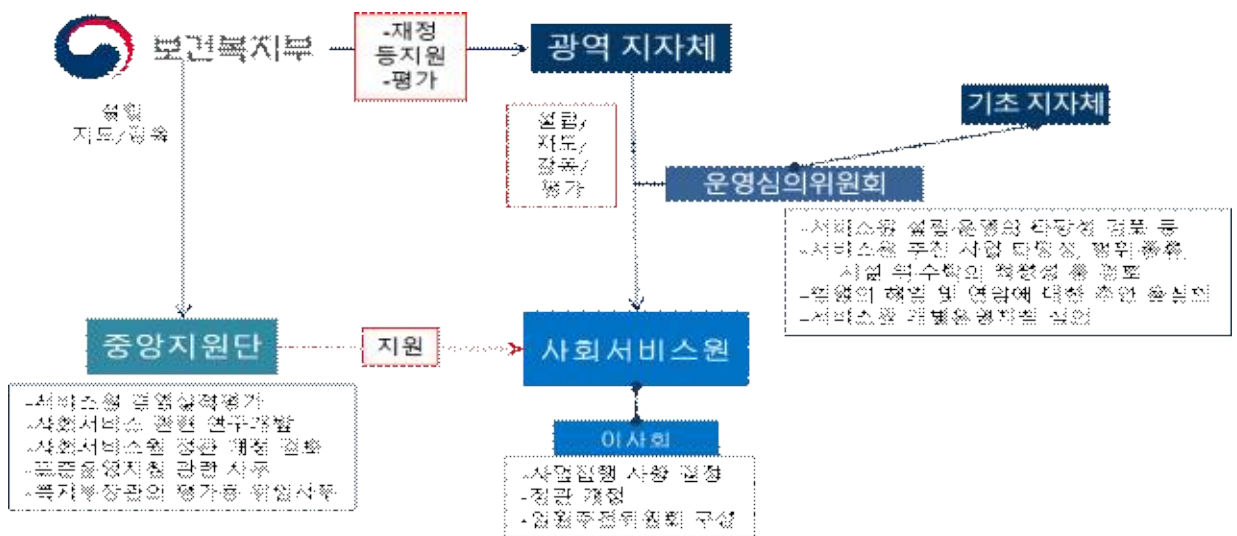 보건복지부
-재정
등지원
-평가
광역 지자체
기초 지자체
설립
지도/감독
설립/
지도/
감독/
평가
운영심의위원회
-서비스원 설립·운영의 타당성 검토 등
-서비스원 추진 사업 타당성, 범위·종류,
시설 위·수탁의 적정성 등 검토
-임원의 해임 및 연임에 대한
-서비스원 개별운영지침 심의
중앙지원단
지원
사회서비스원
-서비스원 경영실적평가
-사회서비스 관련 연구개발
-사회서비스원 정관 개정 검토
-표준운영지침 관련 사무
-복지부장관의 평가 등 위임사무
이사회
-사업집행 사항 결정
-정관 개정
-임원추천위원회 구성